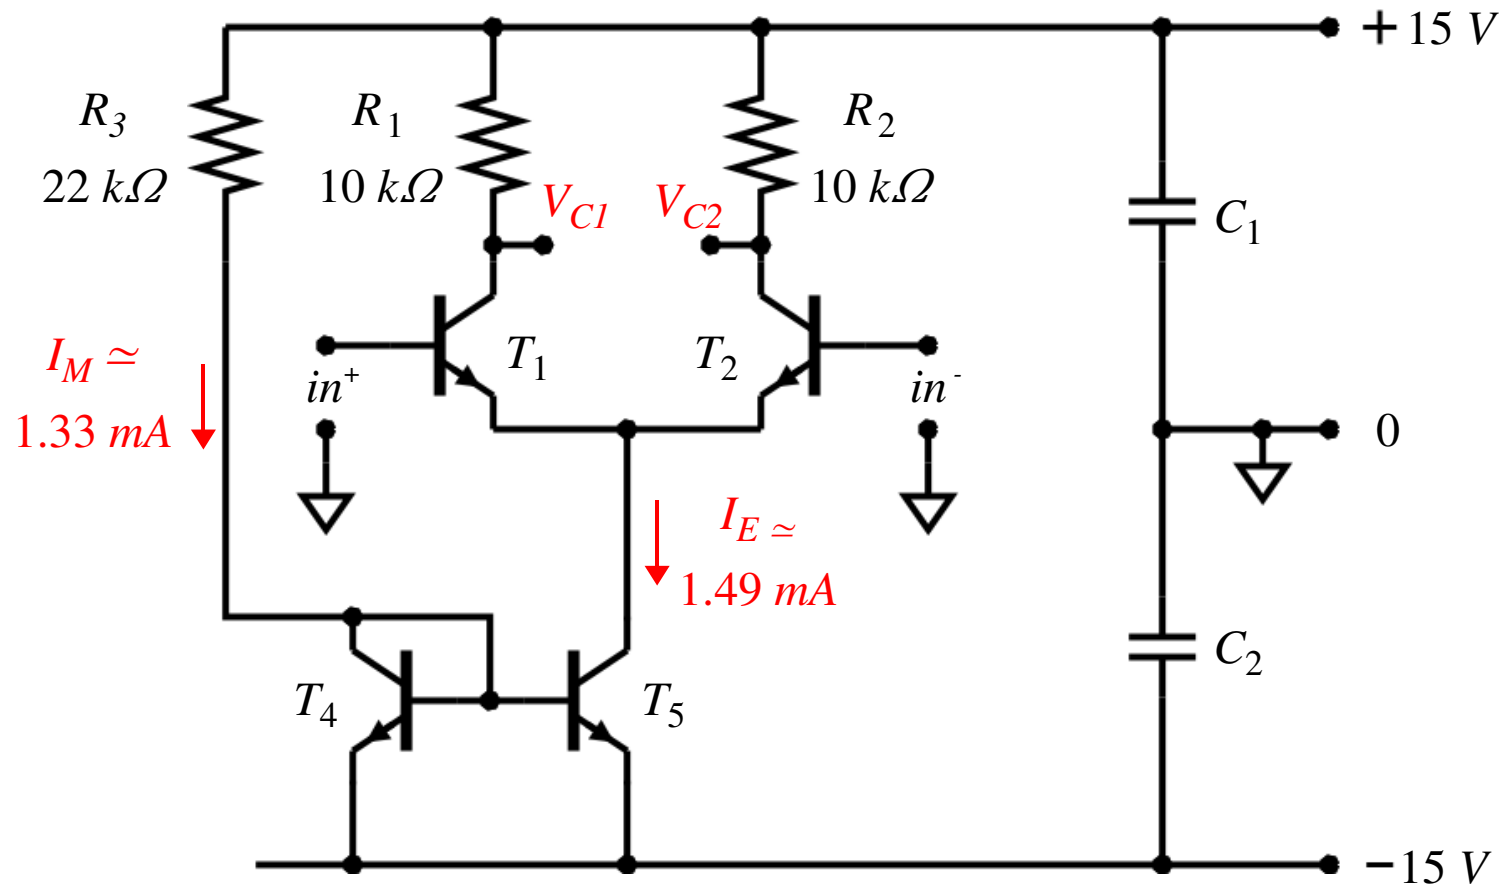 +15 V
R3
22 kΩ
R1
10 kΩ
R2
10 kΩ
VC1
VC2
C1
T1
T2
IM ≃
1.33 mA
in+
in-
0
IE ≃
1.49 mA
T4
T5
C2
−15 V